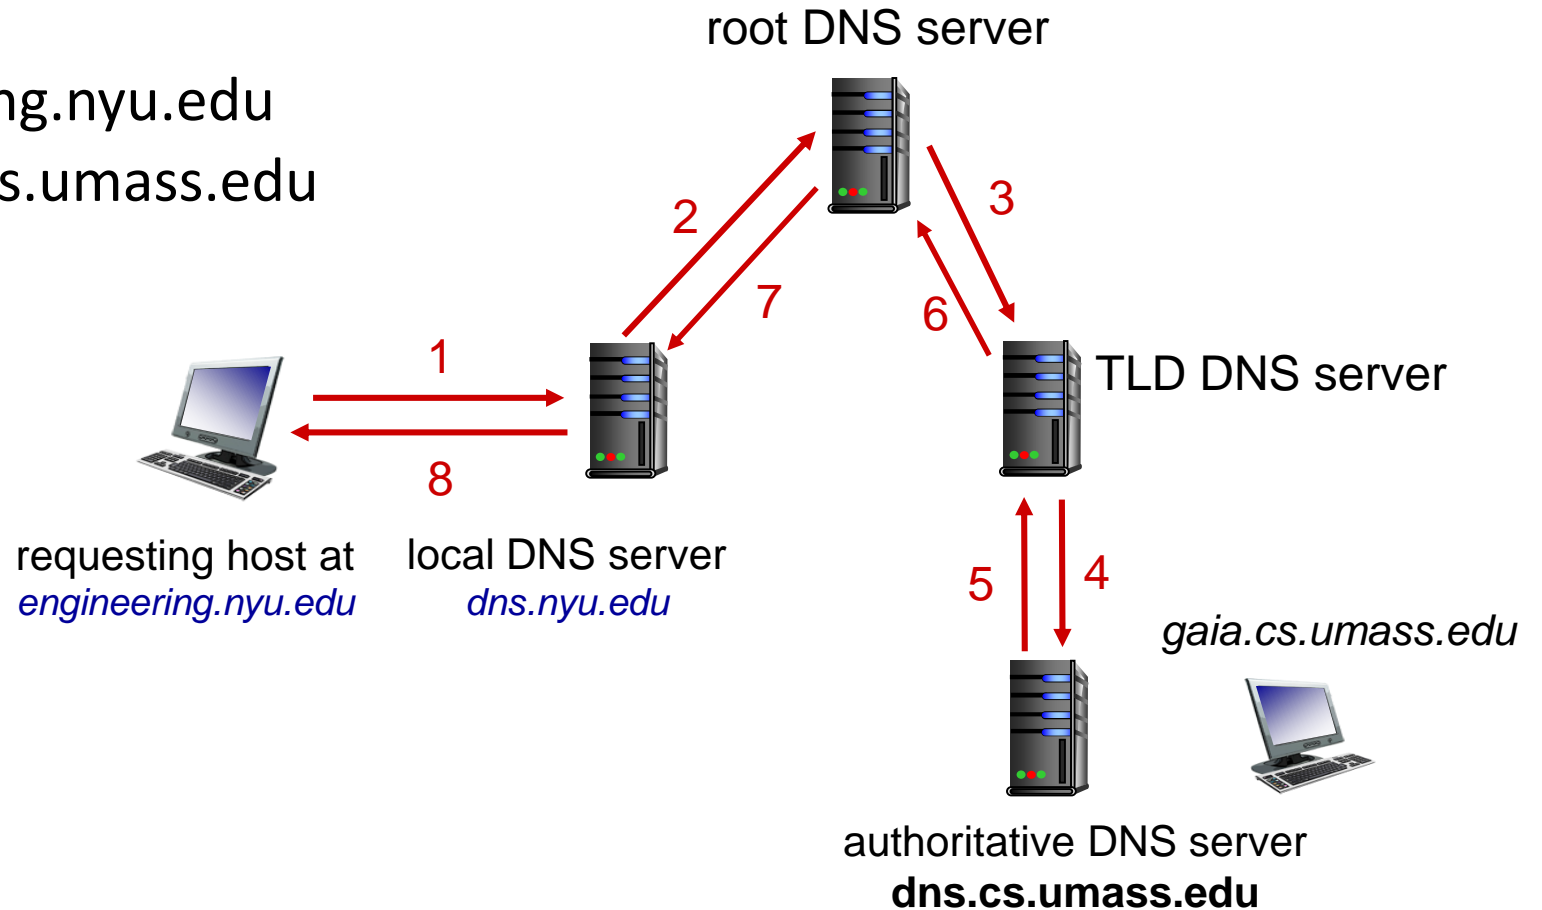 root DNS server
ng.nyu.edu
s.umass.edu
2
3
7
6
1
TLD DNS server
8
requesting host at
engineering.nyu.edu
local DNS server
dns.nyu.edu
5
4
gaia.cs.umass.edu
authoritative DNS server
dns.cs.umass.edu